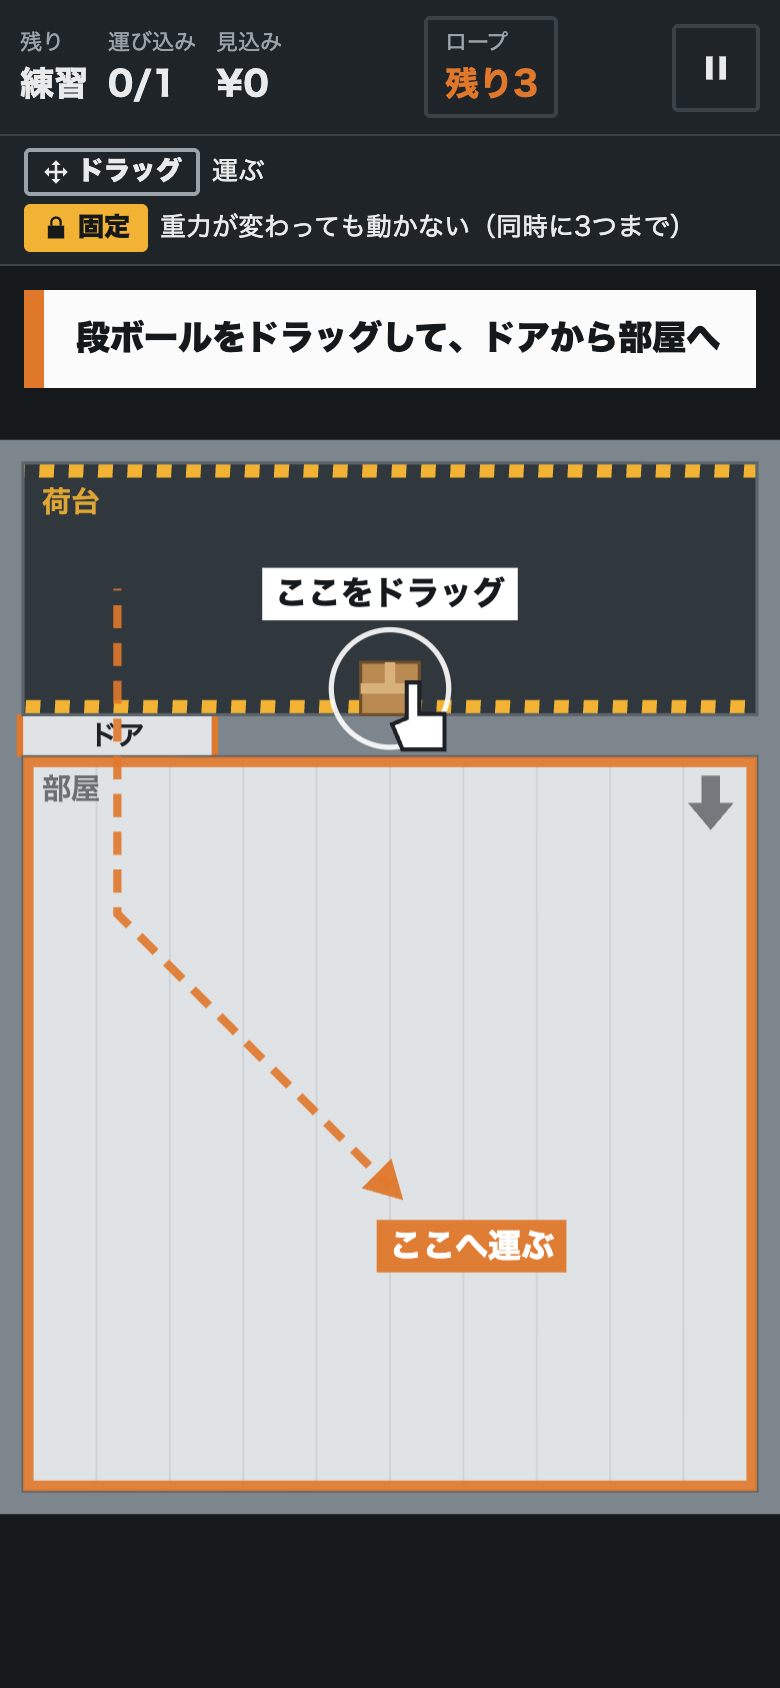 残り 運び込み 見込み ロープ
練習 0/1 ¥0 残り3
ドラッグ 運ぶ
固定 重力が変わっても動かない（同時に3つまで）
段ボールをドラッグして、ドアから部屋へ
荷台
ここをドラッグ
ドア
部屋
ここへ運ぶ